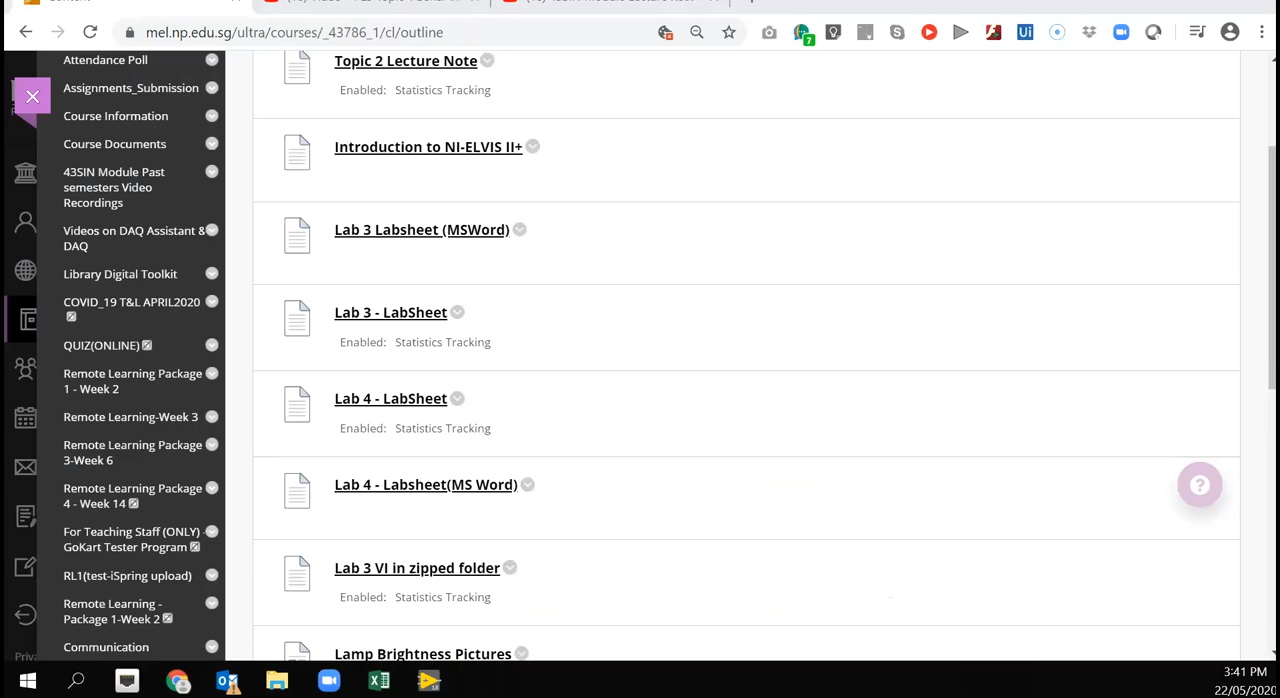 mel.np.edu.sg/ultra/courses/_43786_1/cl/outline
7
Ui
Attendance Poll
Assignments_Submission
Course Information
Course Documents
43SIN Module Past
semesters Video
Recordings
Videos on DAQ Assistant &
DAQ
Library Digital Toolkit
COVID_19 T&L APRIL2020
QUIZ(ONLINE)
Remote Learning Package
1 - Week 2
Remote Learning-Week 3
Remote Learning Package
3-Week 6
Remote Learning Package
4 - Week 14
For Teaching Staff (ONLY) -
GoKart Tester Program
RL1(test-iSpring upload)
Remote Learning -
Package 1-Week 2
Communication
Topic 2 Lecture Note
Enabled: Statistics Tracking
Introduction to NI-ELVIS II+
Lab 3 Labsheet (MSWord)
Lab 3 - LabSheet
Enabled: Statistics Tracking
Lab 4 - LabSheet
Enabled: Statistics Tracking
Lab 4 - Labsheet(MS Word)
Lab 3 VI in zipped folder
Enabled: Statistics Tracking
Lamp Brightness Pictures
?
3:41 PM
22/05/2020